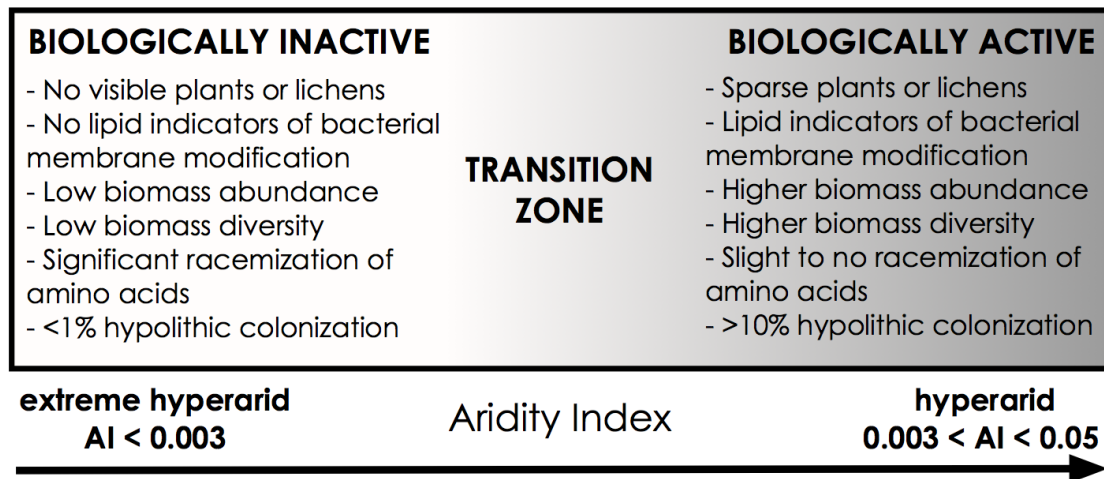 BIOLOGICALLY INACTIVE
- No visible plants or lichens
- No lipid indicators of bacterial
membrane modification
- Low biomass abundance
- Low biomass diversity
- Significant racemization of
amino acids
- <1% hypolithic colonization
TRANSITION
ZONE
BIOLOGICALLY ACTIVE
- Sparse plants or lichens
- Lipid indicators of bacterial
membrane modification
- Higher biomass abundance
- Higher biomass diversity
- Slight to no racemization of
amino acids
- >10% hypolithic colonization
extreme hyperarid
AI < 0.003
Aridity Index
hyperarid
0.003 < AI < 0.05